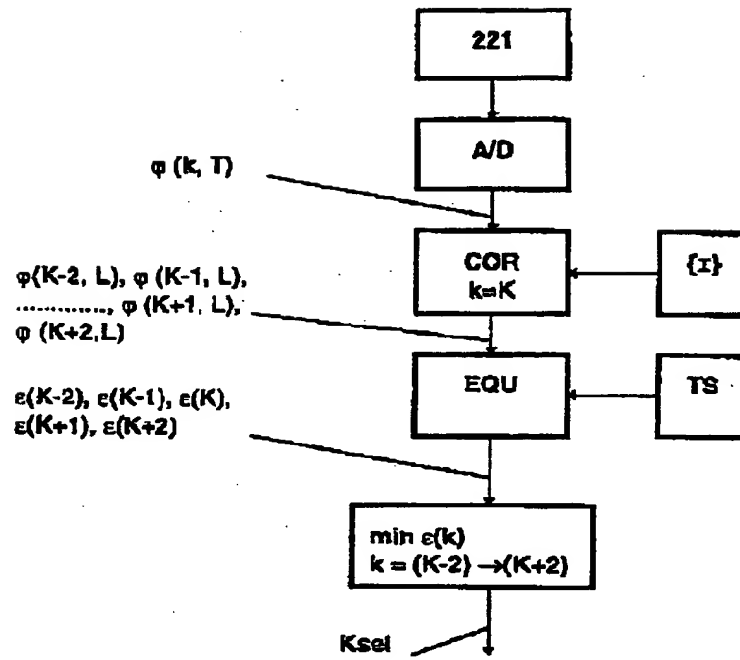 221
A/D
φ (k, T)
COR
k=K
{I}
φ(K-2, L), φ (K-1, L),
............., φ (K+1, L),
φ (K+2,L)
EQU
TS
ε(K-2), ε(K-1), ε(K),
ε(K+1), ε(K+2)
min ε(k)
k = (K-2) →(K+2)
Ksel